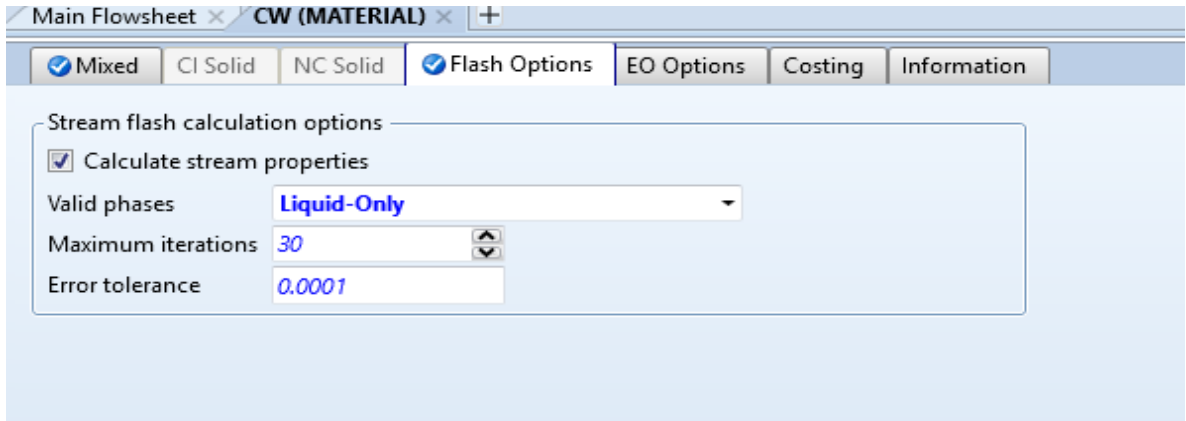 Main Flowsheet × CW (MATERIAL) × +
Mixed CI Solid NC Solid Flash Options EO Options Costing Information
Stream flash calculation options
Calculate stream properties
Valid phases Liquid-Only
Maximum iterations 30
Error tolerance 0.0001